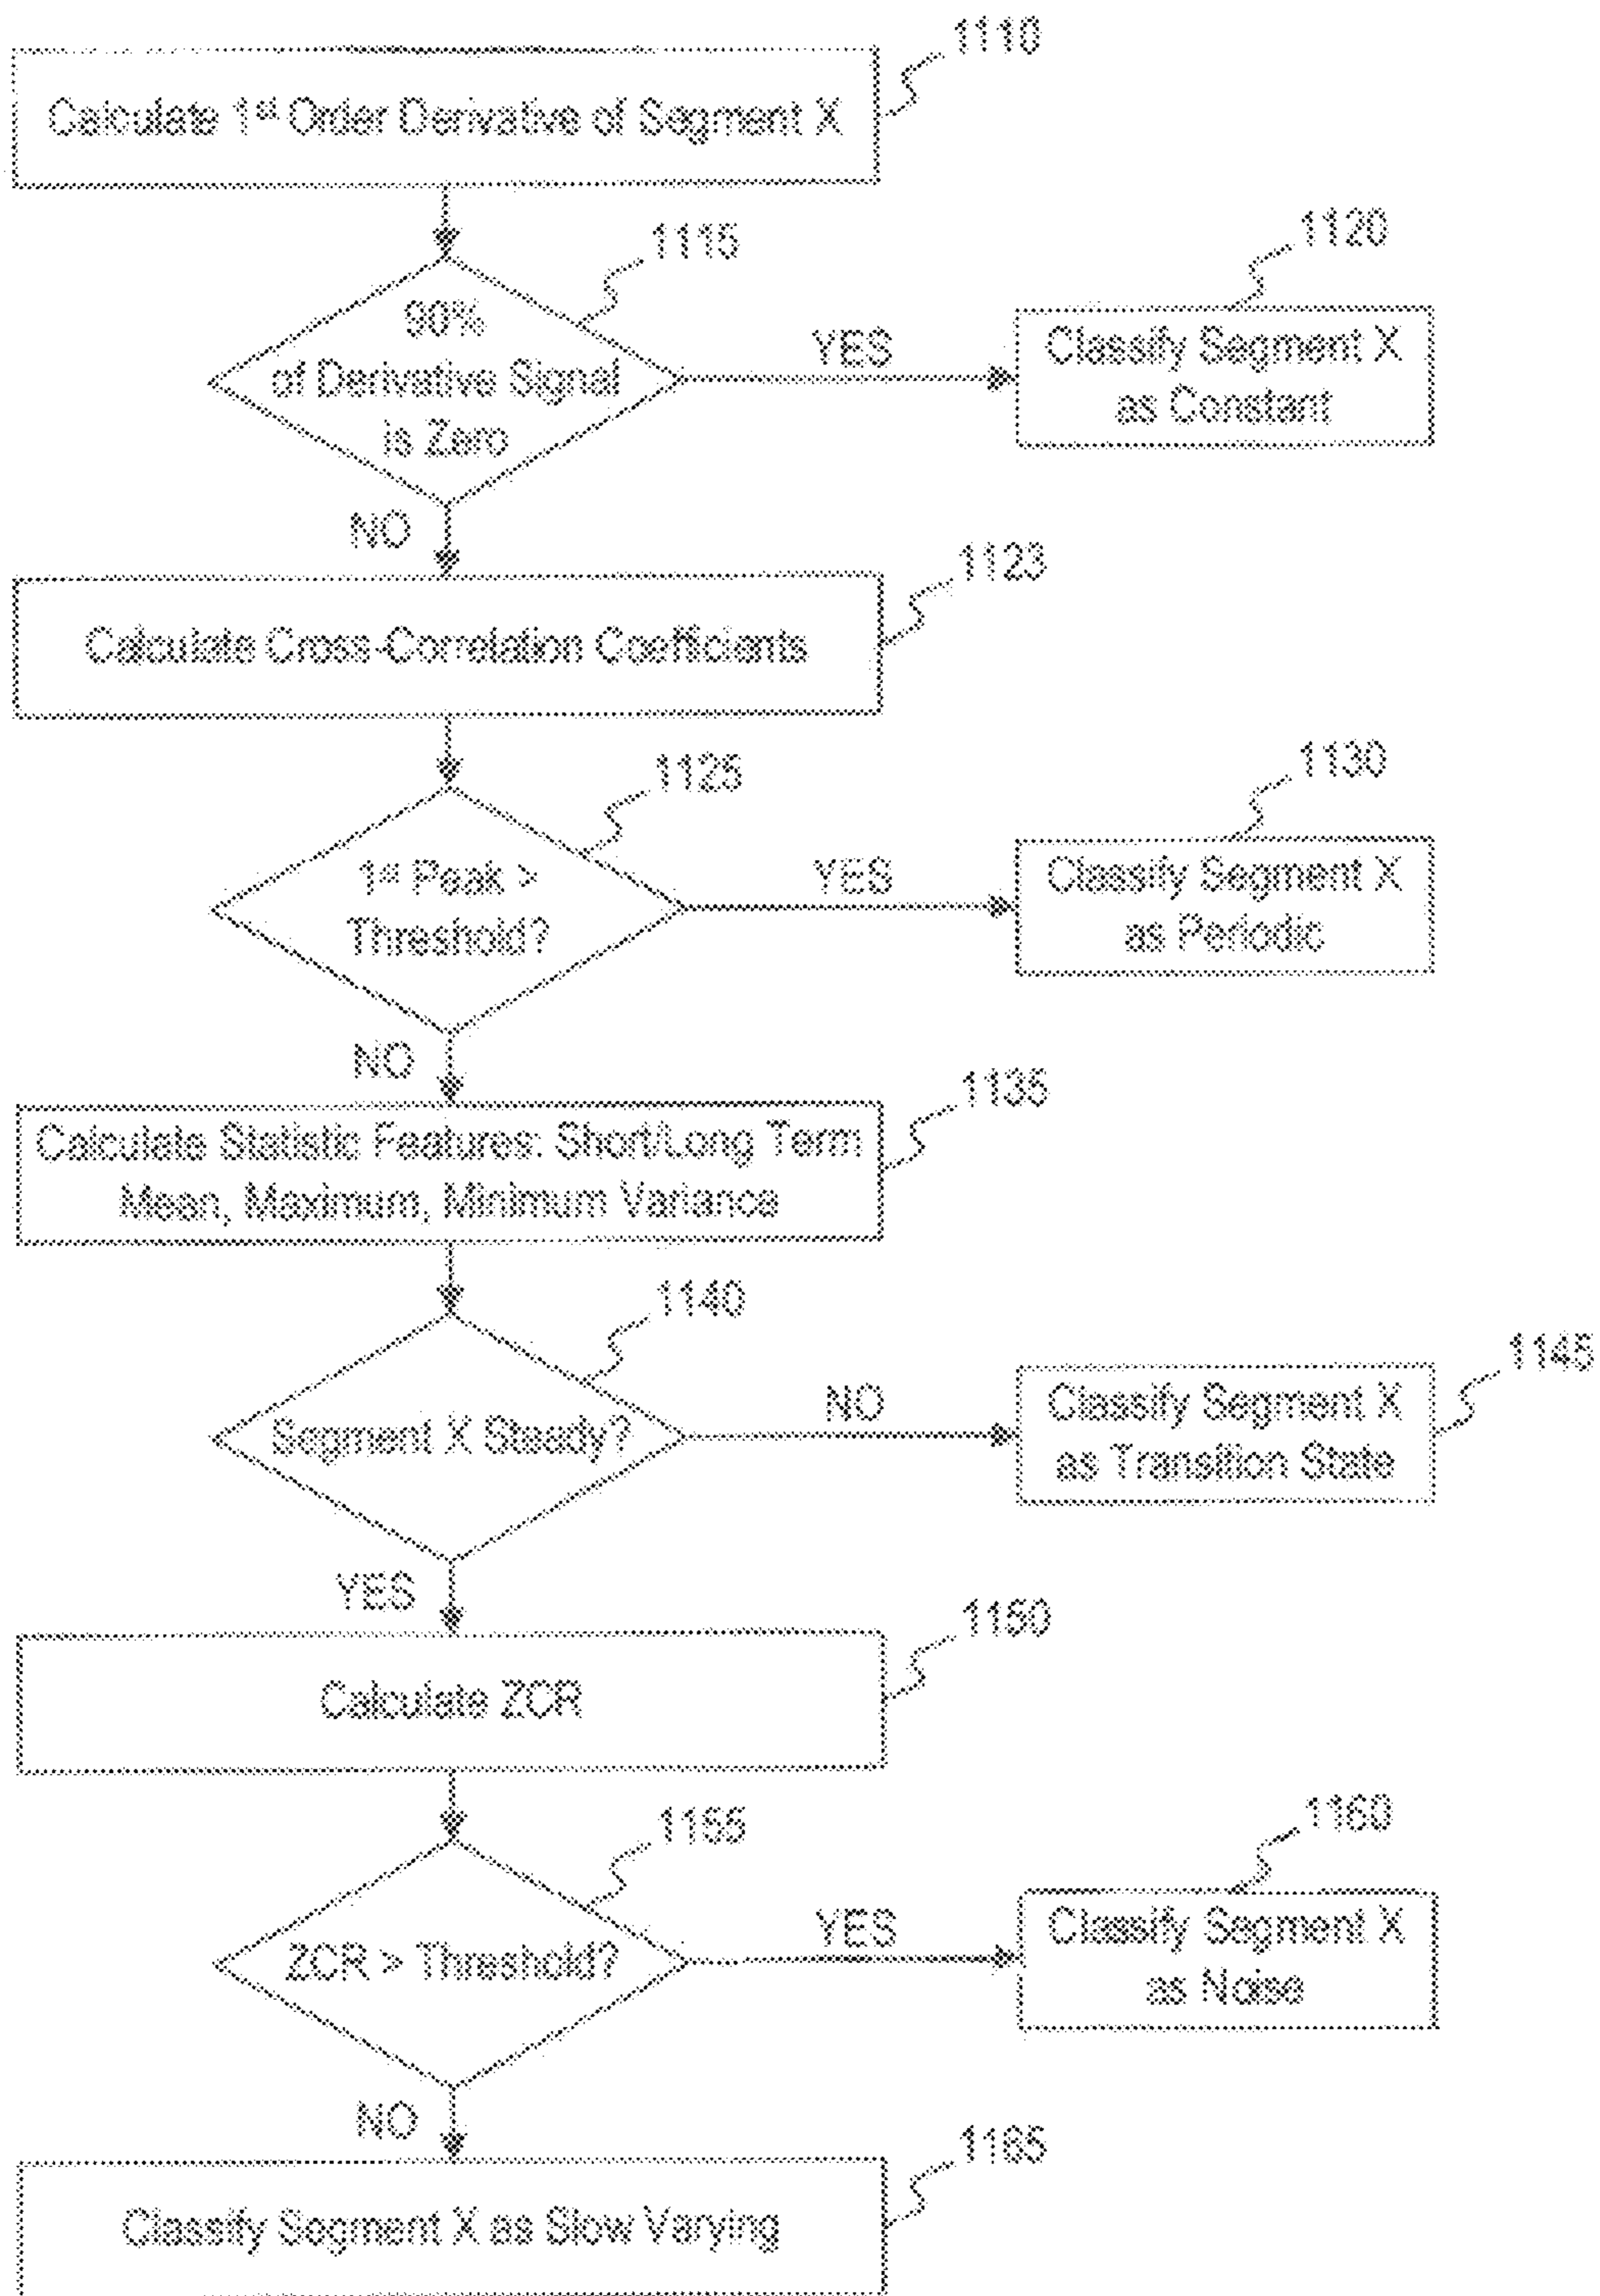 1110
Calculate 1st Order Derivative of Segment X
1115
1120
90%
of Derivative Signal
is Zero
YES
Classify Segment X
as Constant
NO
1123
Calculate Cross-Correlation Coefficients
1125
1130
1st Peak >
Threshold?
YES
Classify Segment X
as Periodic
NO
1135
Calculate Statistic Features: Short/Long Term
Mean, Maximum, Minimum Variance
1140
1145
Segment X Steady?
NO
Classify Segment X
as Transition State
YES
1150
Calculate ZCR
1155
1160
ZCR > Threshold?
YES
Classify Segment X
as Noise
NO
1165
Classify Segment X as Slow Varying